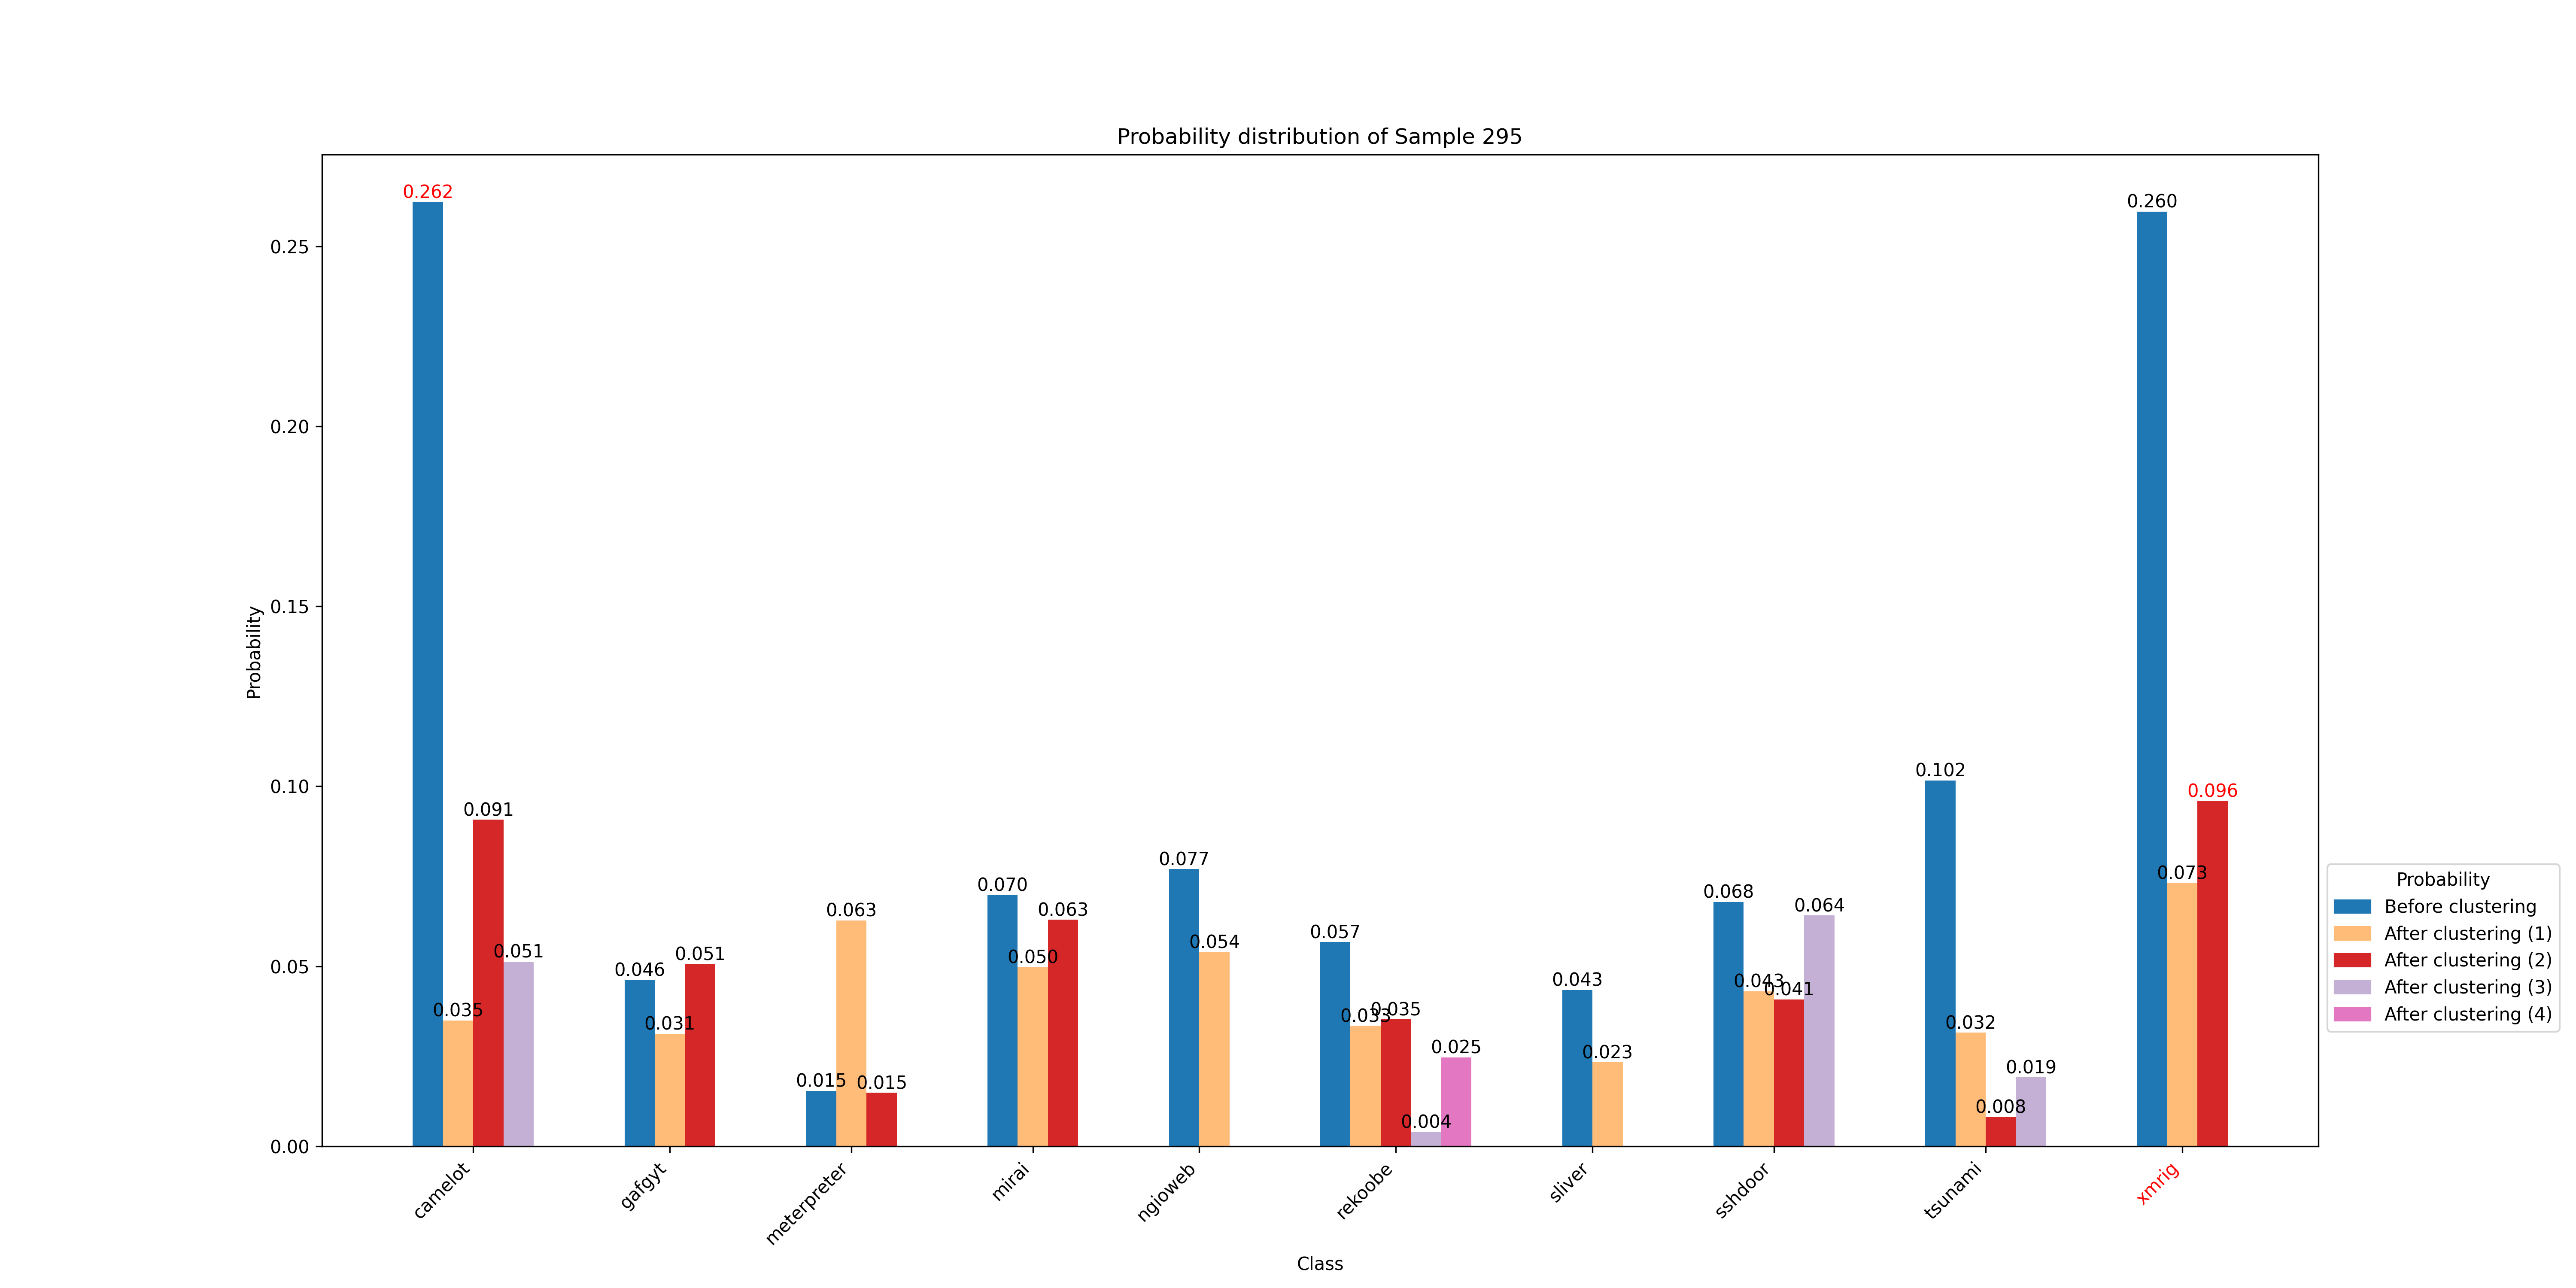 Probability distribution of Sample 295
Probability
0.25
0.20
0.15
0.10
0.05
0.00
0.262
0.035
0.091
0.051
0.046
0.031
0.051
0.015
0.063
0.015
0.070
0.050
0.063
0.077
0.054
0.057
0.033
0.035
0.004
0.025
0.043
0.023
0.068
0.043
0.041
0.064
0.102
0.032
0.008
0.019
0.260
0.073
0.096
camelot
gafgyt
meterpreter
mirai
ngioweb
rekoobe
sliver
sshdoor
tsunami
xmrig
Class
Probability
Before clustering
After clustering (1)
After clustering (2)
After clustering (3)
After clustering (4)